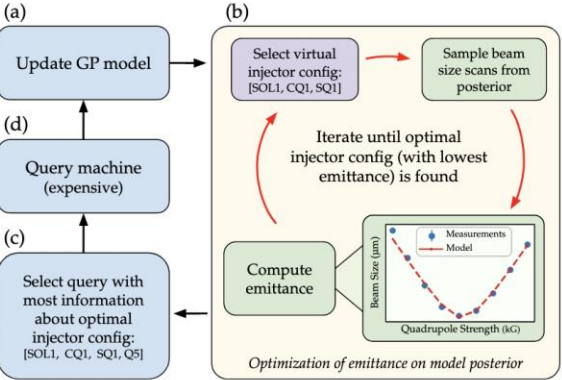 (a)
Update GP model
(b)
Select virtual
injector config:
[SOL1, CQ1, SQ1]
Sample beam
size scans from
posterior
Iterate until optimal
injector config (with lowest
emittance) is found
(d)
Query machine
(expensive)
(c)
Select query with
most information
about optimal
injector config:
[SOL1, CQ1, SQ1, Q5]
Compute
emittance
Measurements
Model
Beam Size (μm)
Quadrupole Strength (kG)
Optimization of emittance on model posterior